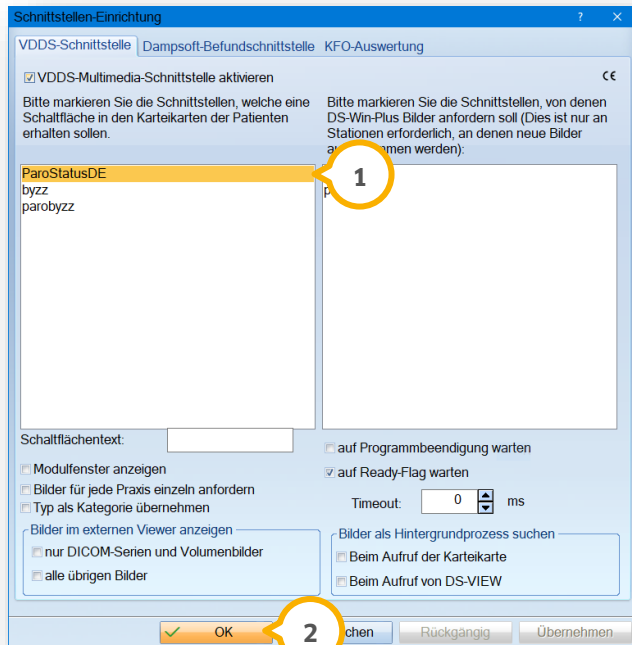 Schnittstellen-Einrichtung
VDDS-Schnittstelle Dampsoft-Befundschnittstelle KFO-Auswertung
VDDS-Multimedia-Schnittstelle aktivieren
CE
Bitte markieren Sie die Schnittstellen, welche eine
Schaltfläche in den Karteikarten der Patienten
erhalten sollen.
Bitte markieren Sie die Schnittstellen, von denen
DS-Win-Plus Bilder anfordern soll (Dies ist nur an
Stationen erforderlich, an denen neue Bilder
men werden):
ParoStatusDE
byzz
parobyzz
1
Schaltflächentext:
Modulfenster anzeigen
Bilder für jede Praxis einzeln anfordern
Typ als Kategorie übernehmen
auf Programmbeendigung warten
auf Ready-Flag warten
Timeout: 0 ms
Bilder im externen Viewer anzeigen
nur DICOM-Serien und Volumenbilder
alle übrigen Bilder
Bilder als Hintergrundprozess suchen
Beim Aufruf der Karteikarte
Beim Aufruf von DS-VIEW
OK 2 chen Rückgängig Übernehmen